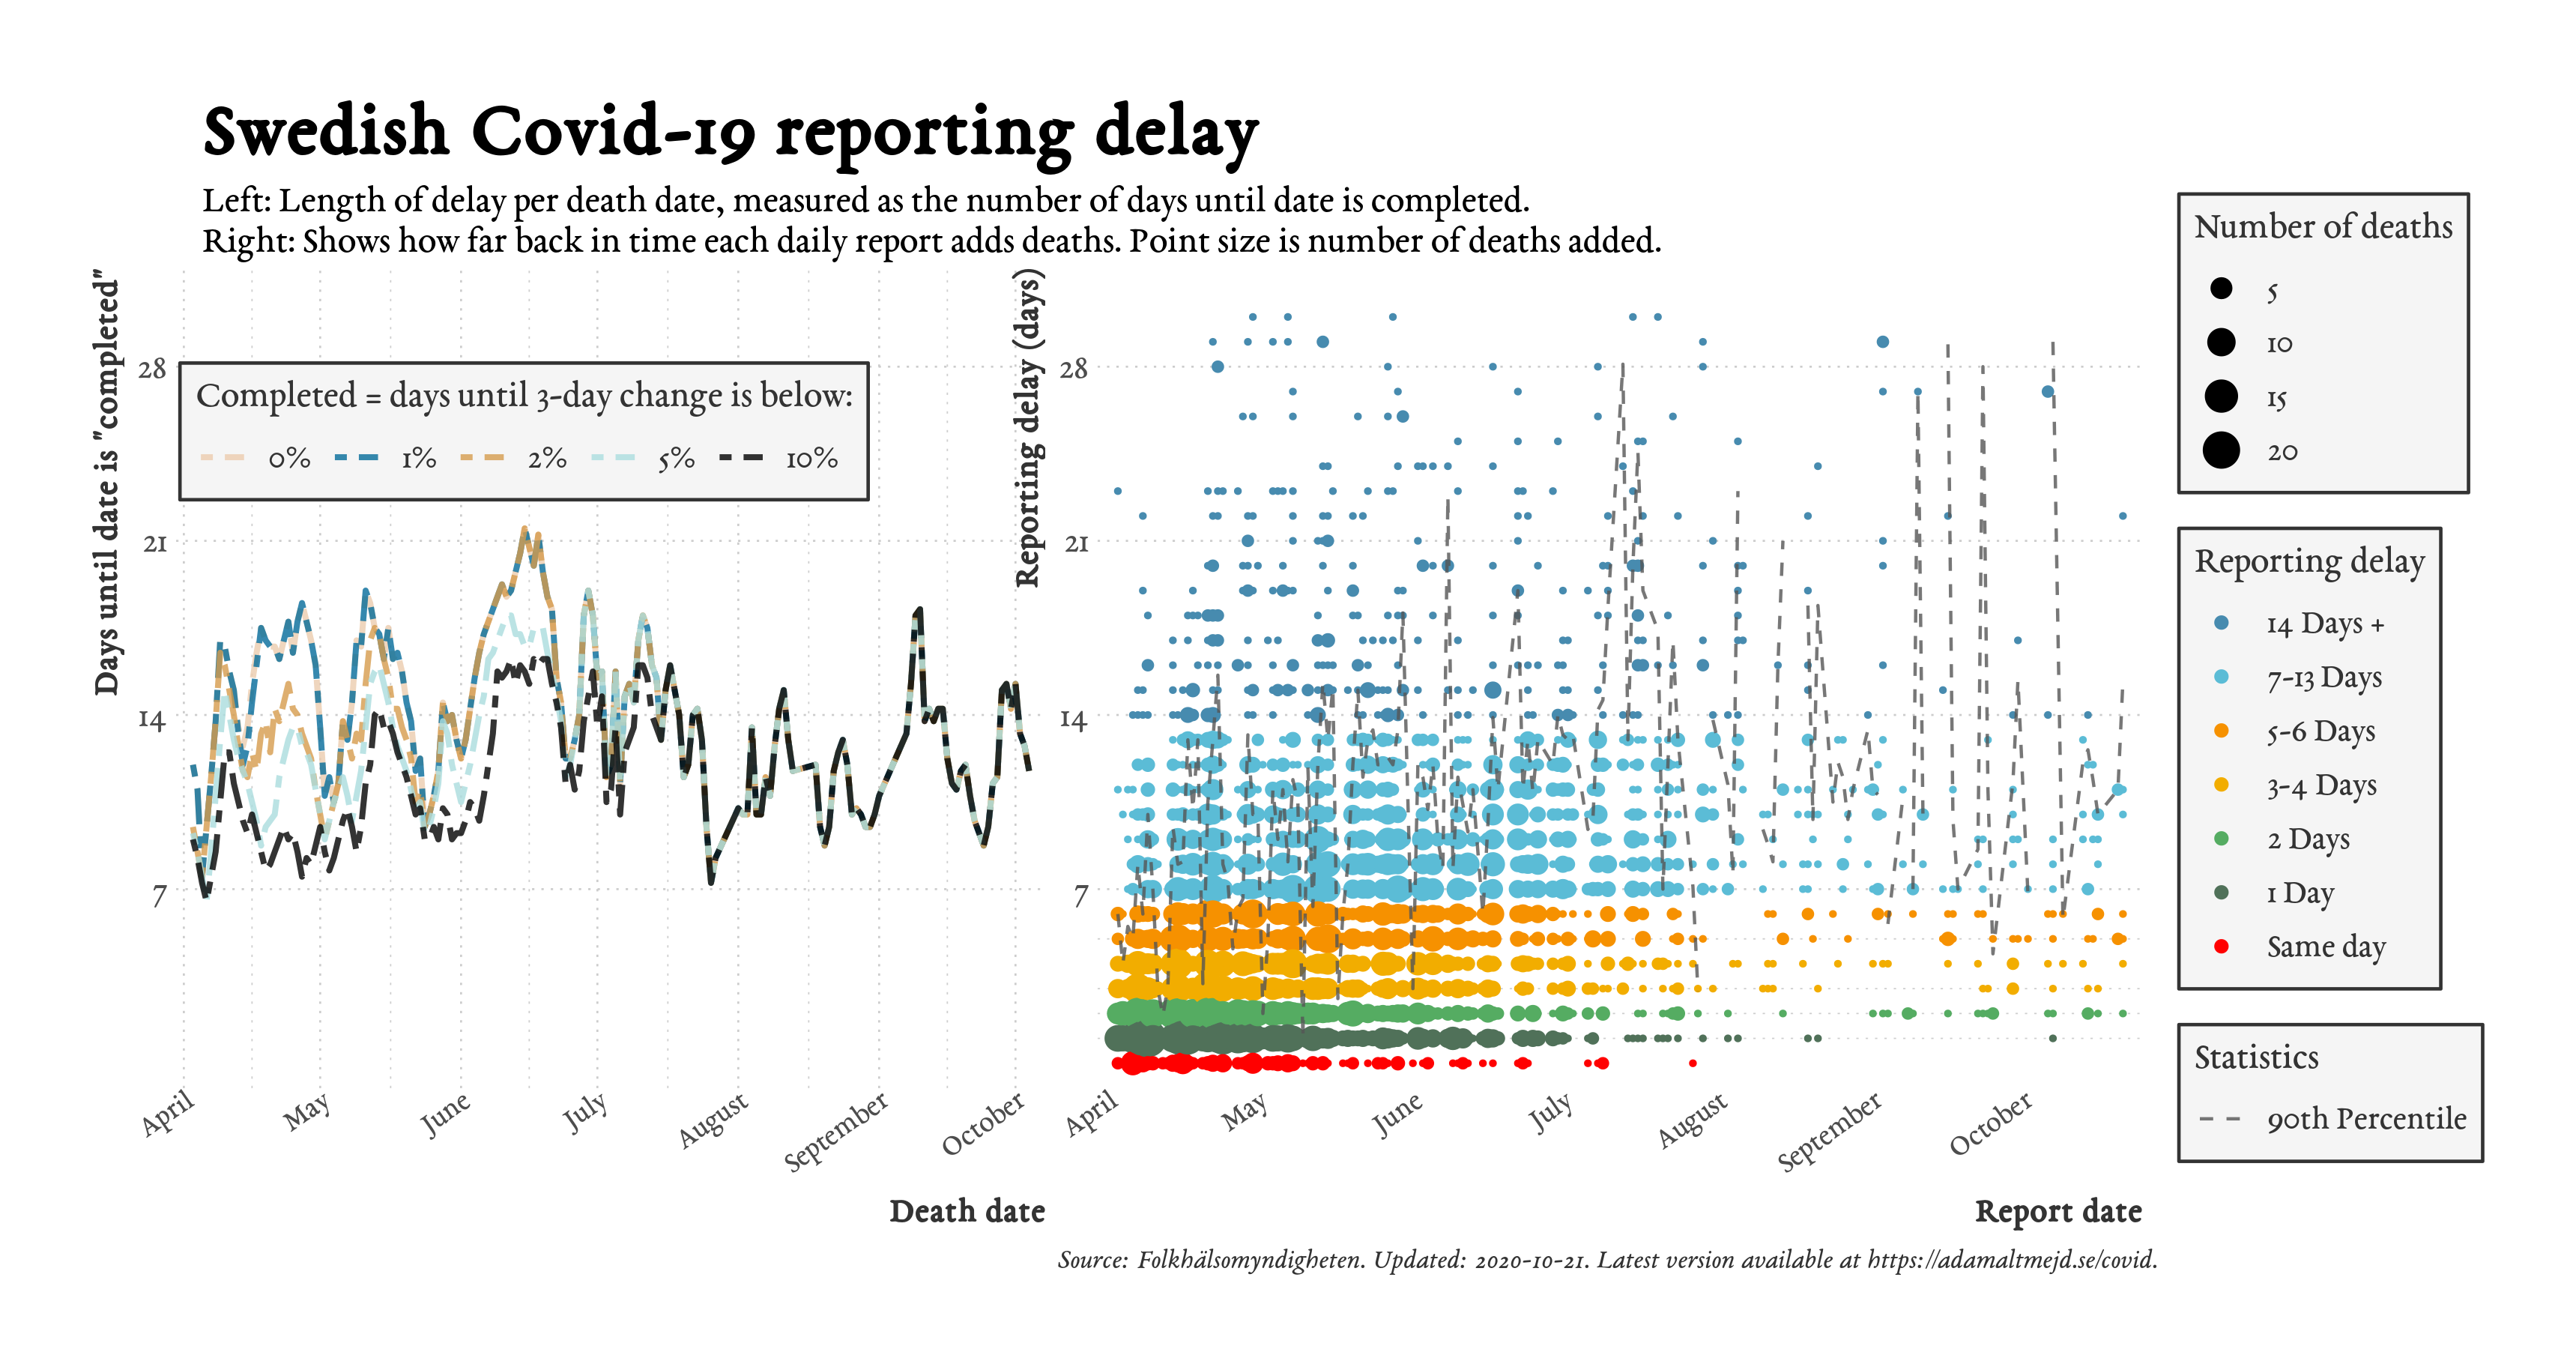 Swedish Covid-19 reporting delay
Left: Length of delay per death date, measured as the number of days until date is completed.
Right: Shows how far back in time each daily report adds deaths. Point size is number of deaths added.
Days until date is "completed"
28
21
14
7
Completed = days until 3-day change is below:
0% 1% 2% 5% 10%
April May June July August September October
Death date
Reporting delay (days)
28
21
14
7
April May June July August September October
Report date
Number of deaths
5
10
15
20
Reporting delay
14 Days +
7-13 Days
5-6 Days
3-4 Days
2 Days
1 Day
Same day
Statistics
90th Percentile
Source: Folkhälsomyndigheten. Updated: 2020-10-21. Latest version available at https://adamaltmejd.se/covid.